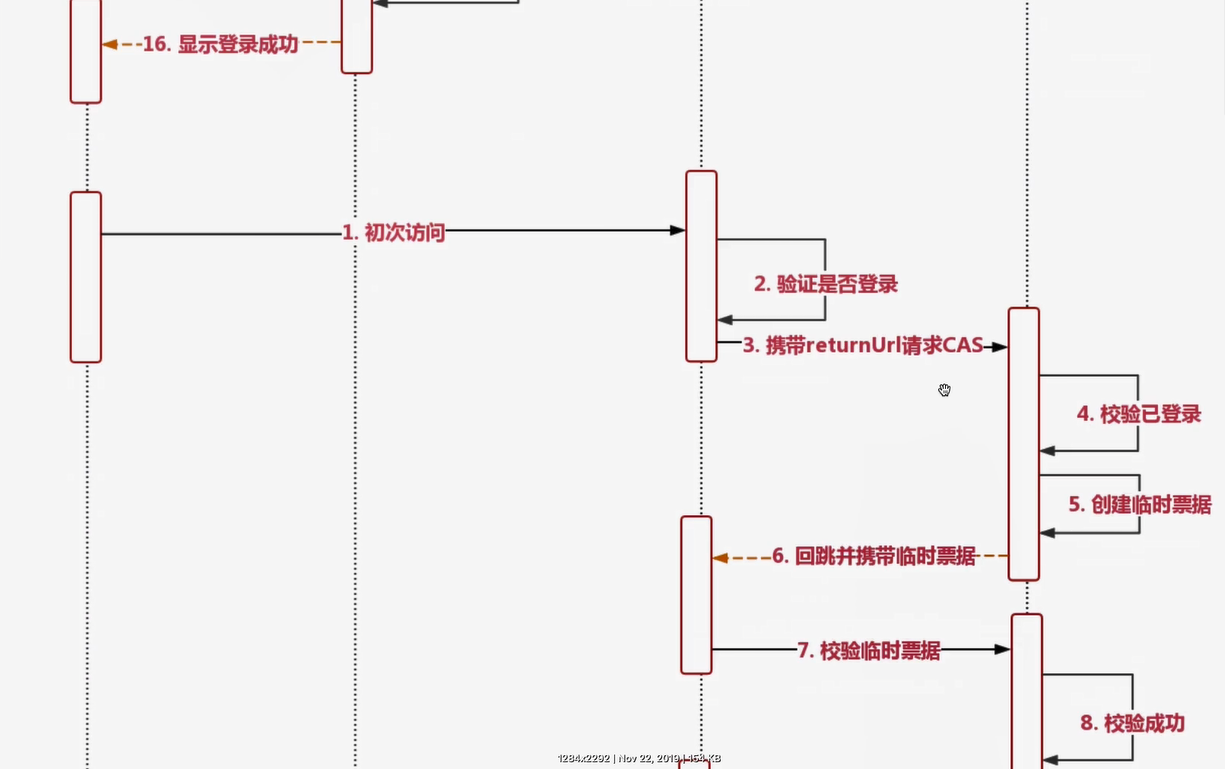 16. 显示登录成功
1. 初次访问
2. 验证是否登录
3. 携带returnUrl请求CAS
4. 校验已登录
5. 创建临时票据
6. 回跳并携带临时票据
7. 校验临时票据
8. 校验成功
1284x2292 | Nov 22, 2019 | 454 KB